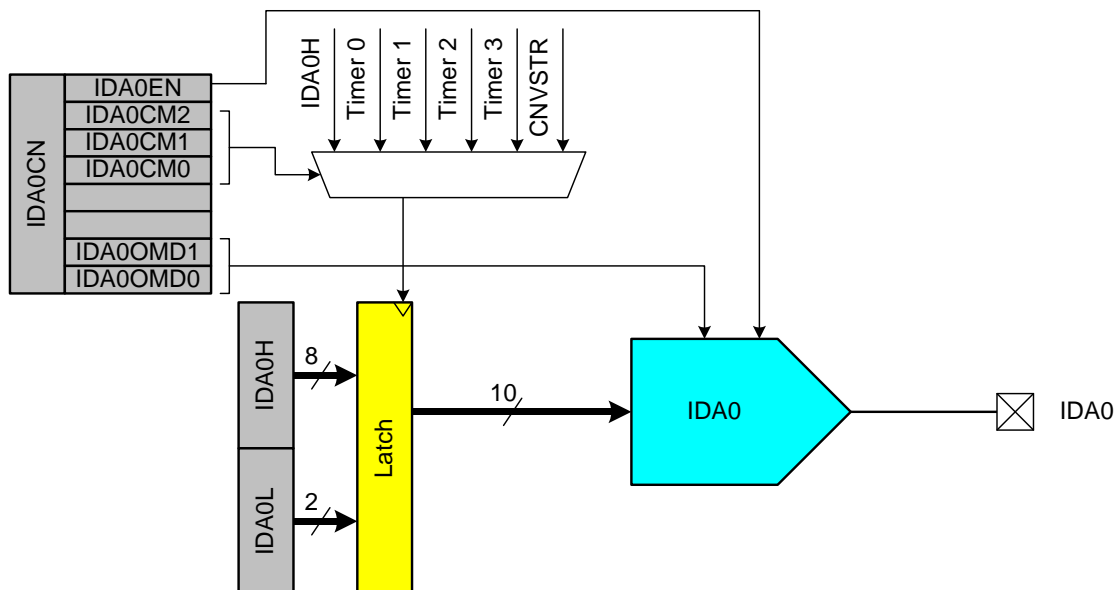 IDA0CN
IDA0EN
IDA0CM2
IDA0CM1
IDA0CM0
IDA0OMD1
IDA0OMD0
IDA0H
Timer 0
Timer 1
Timer 2
Timer 3
CNVSTR
IDA0H
IDA0L
8
2
Latch
10
IDA0
IDA0